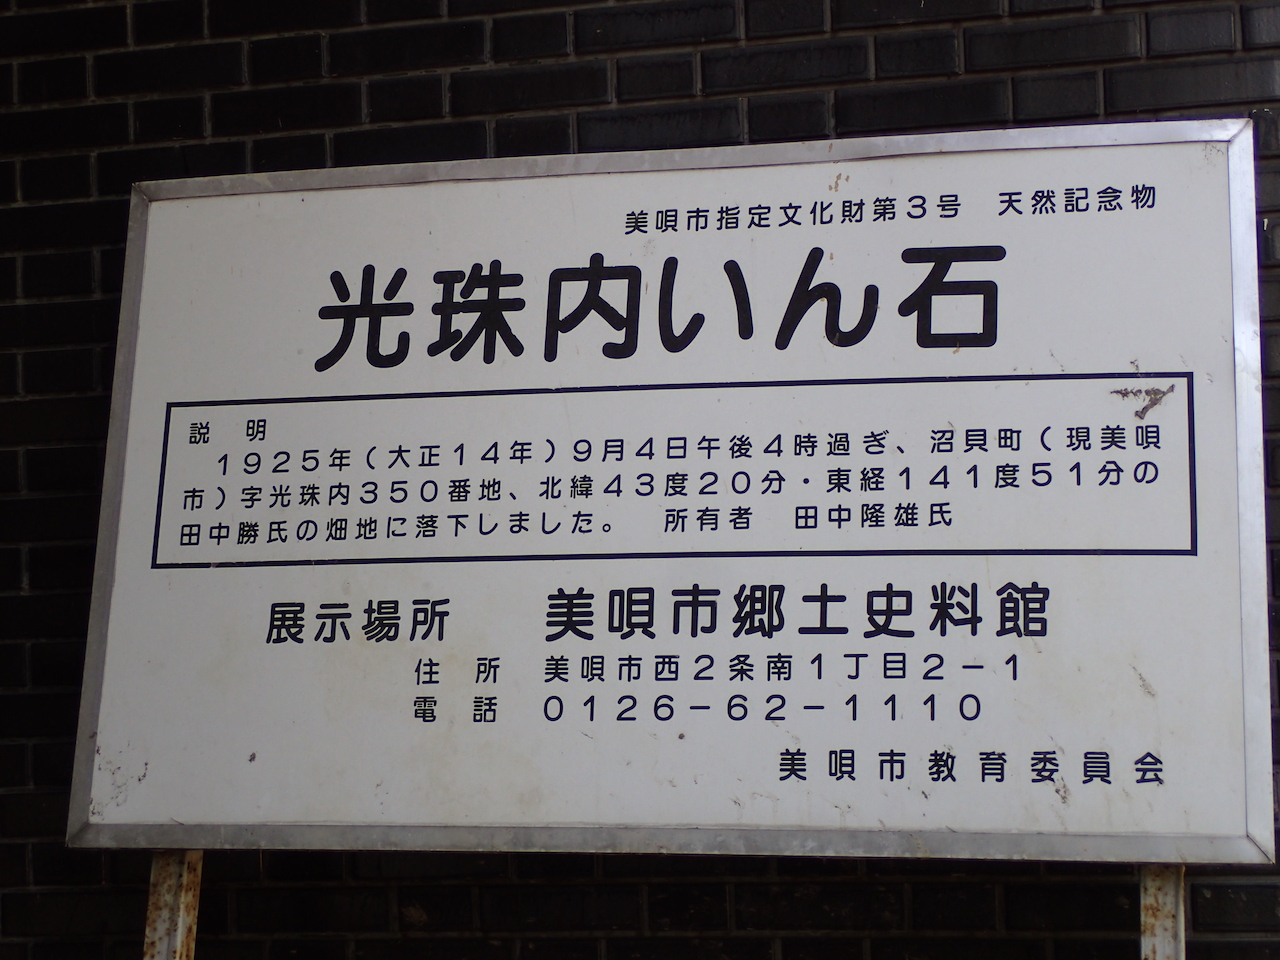 美唄市指定文化財第3号　天然記念物
光珠内いん石
説　明
１９２５年（大正１４年）９月４日午後４時過ぎ、沼貝町（現美唄
市）字光珠内３５０番地、北緯４３度２０分・東経１４１度５１分の
田中勝氏の畑地に落下しました。　所有者　田中隆雄氏
展示場所　美唄市郷土史料館
住　所　美唄市西２条南１丁目２－１
電　話　０１２６－６２－１１１０
美唄市教育委員会